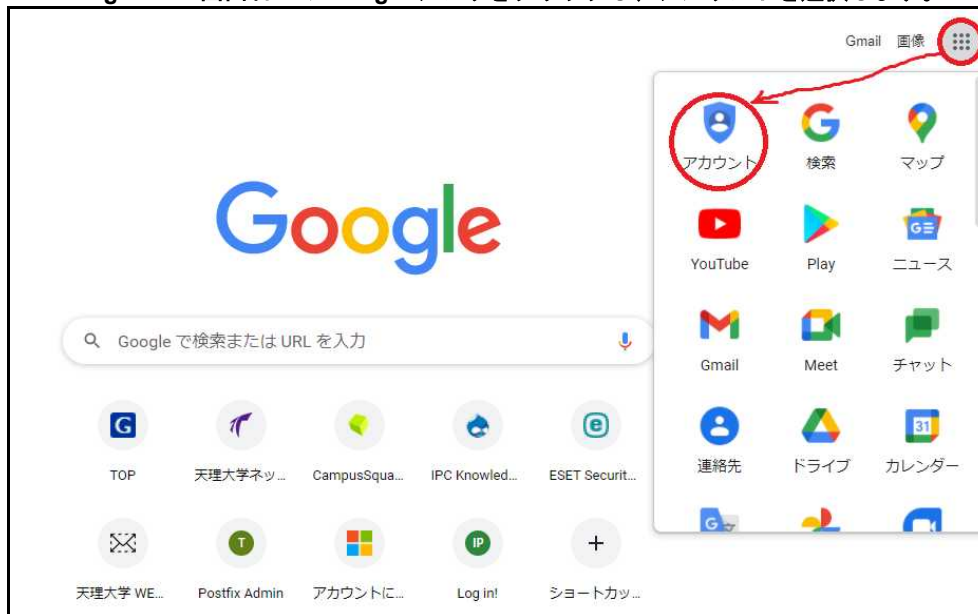 Gmail 画像
アカウント 検索 マップ
Google
YouTube Play ニュース
Google で検索または URL を入力
Gmail Meet チャット
連絡先 ドライブ カレンダー
TOP 天理大学ネッ... CampusSqua... IPC Knowled... ESET Securit...
天理大学 WE... Postfix Admin アカウントに... Log in! ショートカッ...